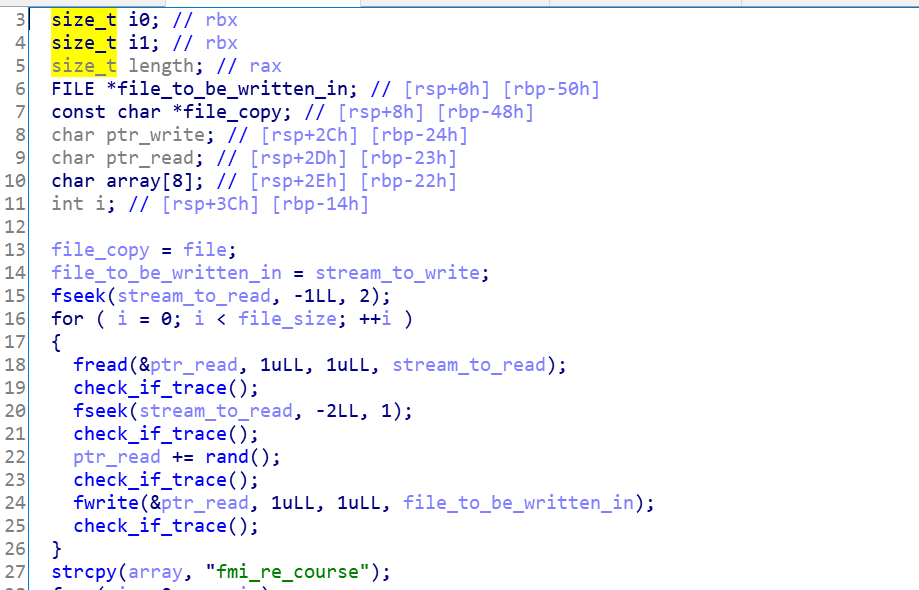 3 size_t i0; // rbx
4 size_t i1; // rbx
5 size_t length; // rax
6 FILE *file_to_be_written_in; // [rsp+0h] [rbp-50h]
7 const char *file_copy; // [rsp+8h] [rbp-48h]
8 char ptr_write; // [rsp+2Ch] [rbp-24h]
9 char ptr_read; // [rsp+2Dh] [rbp-23h]
10 char array[8]; // [rsp+2Eh] [rbp-22h]
11 int i; // [rsp+3Ch] [rbp-14h]
12
13 file_copy = file;
14 file_to_be_written_in = stream_to_write;
15 fseek(stream_to_read, -1LL, 2);
16 for ( i = 0; i < file_size; ++i )
17 {
18 fread(&ptr_read, 1uLL, 1uLL, stream_to_read);
19 check_if_trace();
20 fseek(stream_to_read, -2LL, 1);
21 check_if_trace();
22 ptr_read += rand();
23 check_if_trace();
24 fwrite(&ptr_read, 1uLL, 1uLL, file_to_be_written_in);
25 check_if_trace();
26 }
27 strcpy(array, "fmi_re_course");